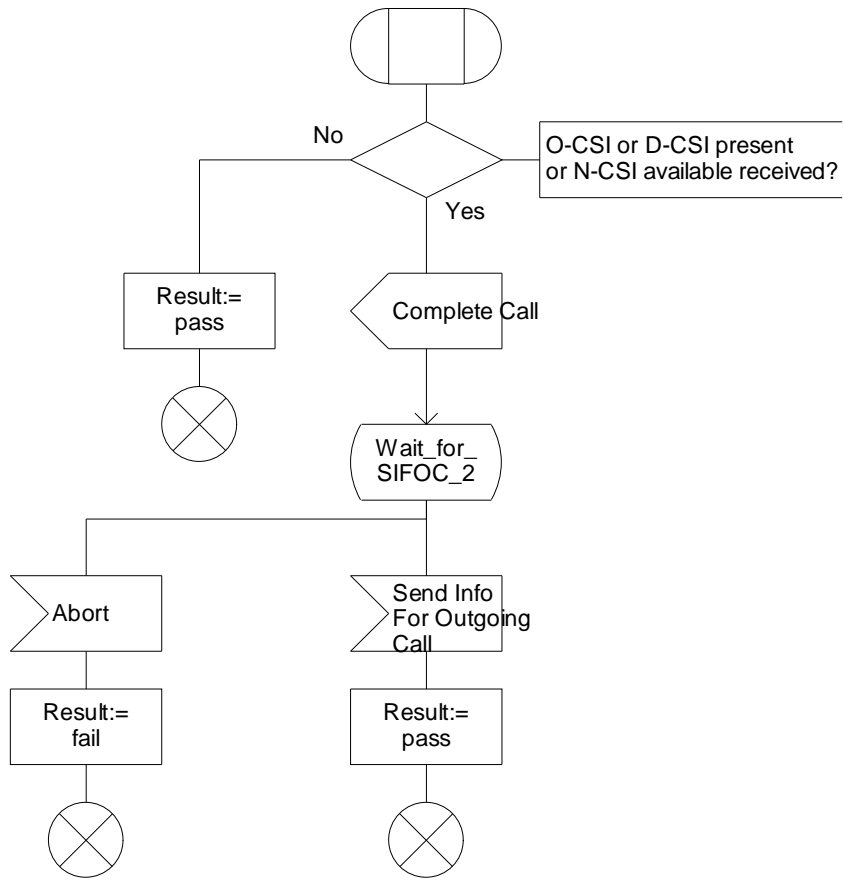 No
O-CSI or D-CSI present
or N-CSI available received?
Yes
Result:=
pass
Complete Call
Wait_for_
SIFOC_2
Abort
Send Info
For Outgoing
Call
Result:=
fail
Result:=
pass